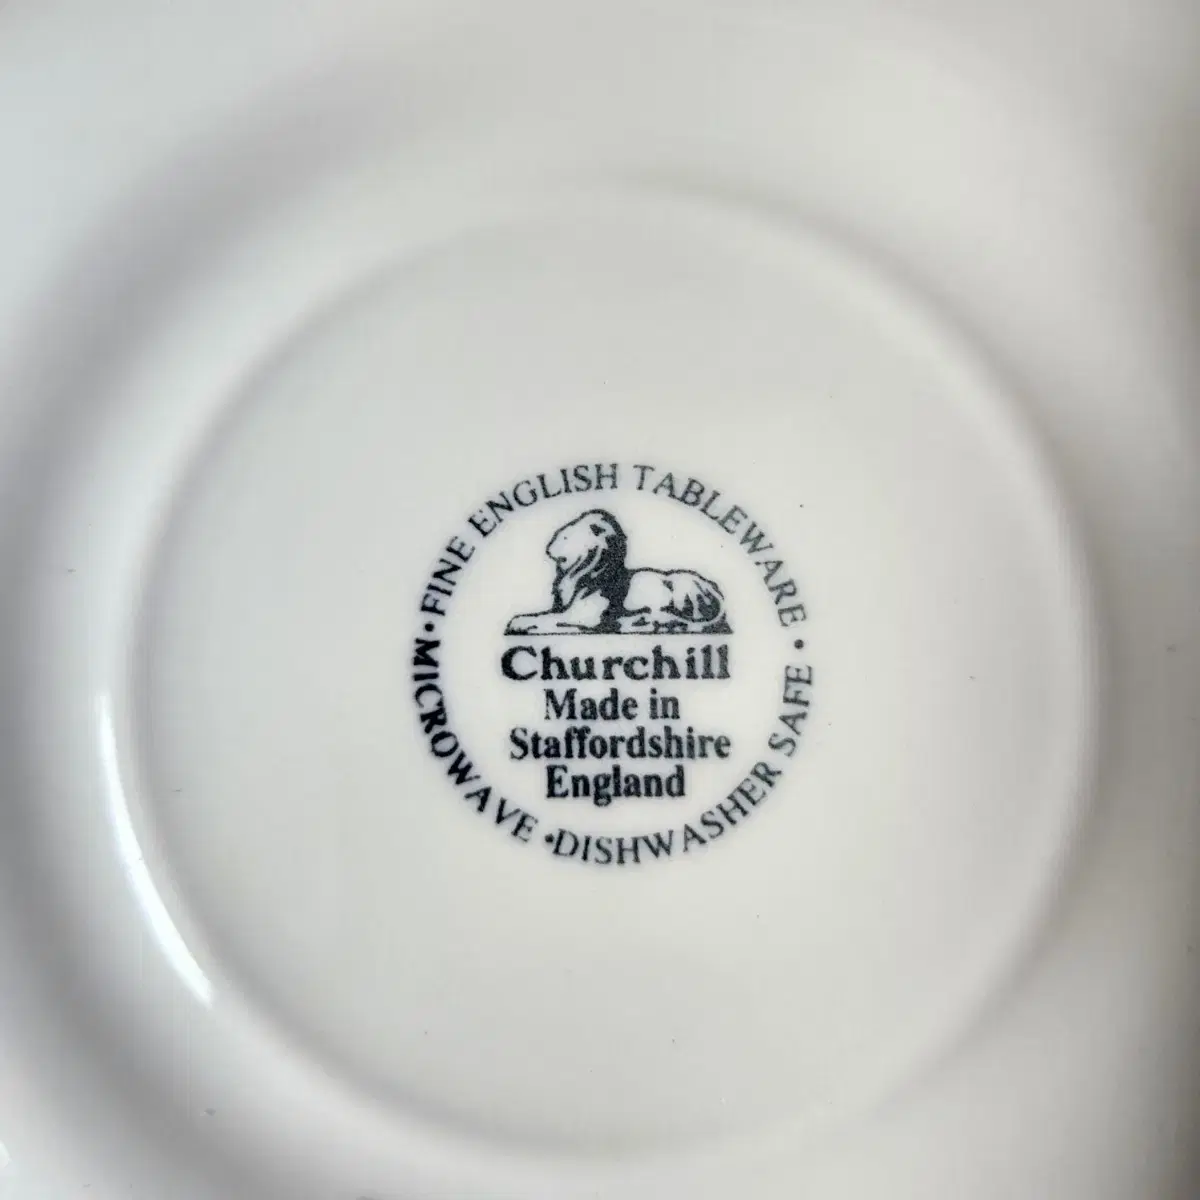 • FINE ENGLISH TABLEWARE •
Churchill
Made in
Staffordshire
England
MICROWAVE • DISHWASHER SAFE